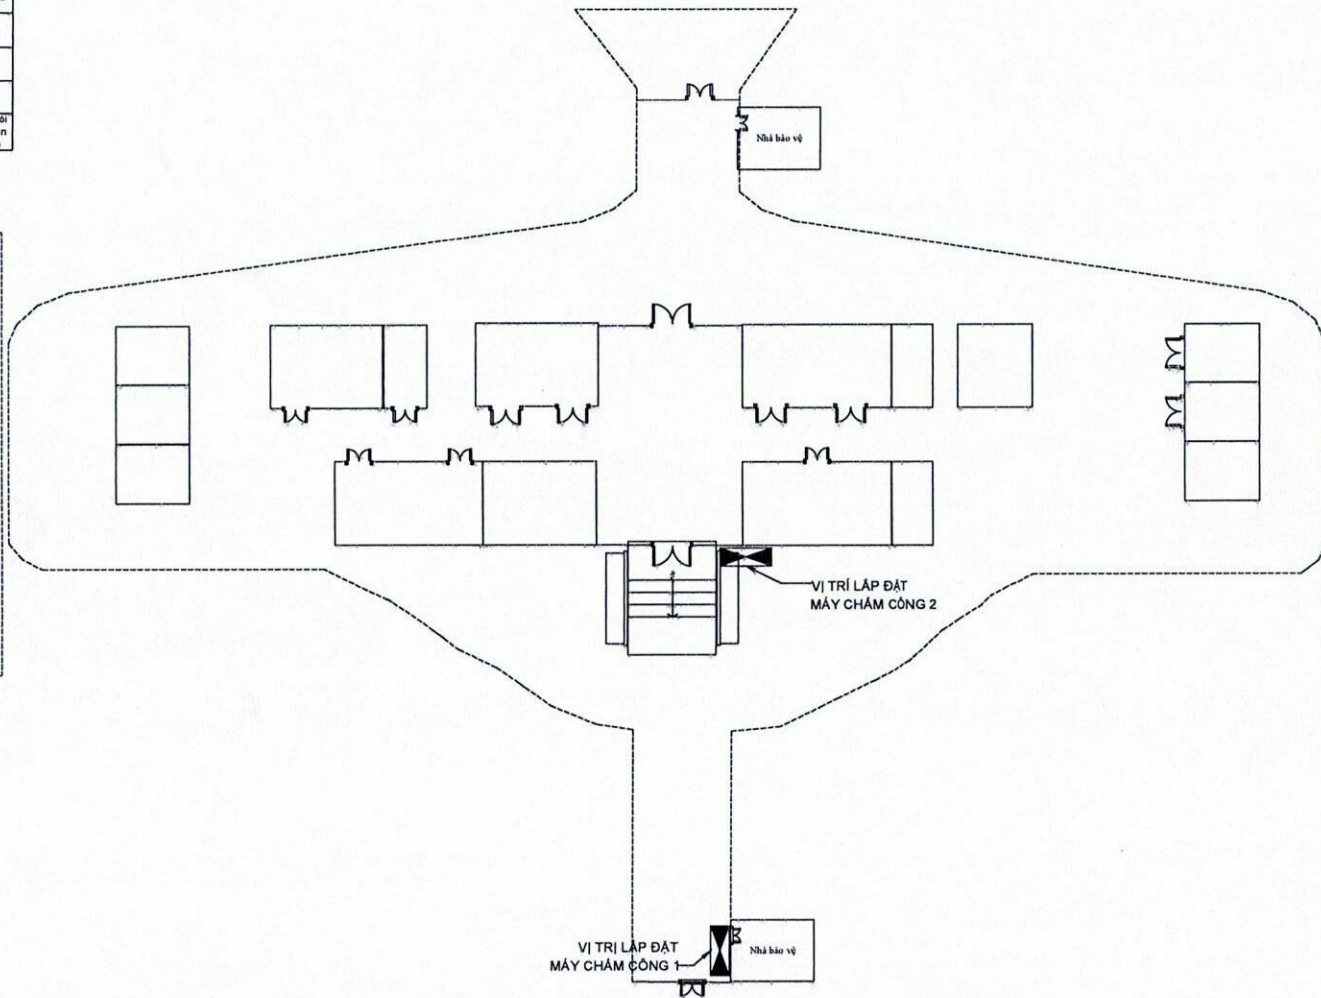 Nhà bảo vệ
VỊ TRÍ LẮP ĐẶT
MÁY CHẤM CÔNG 2
VỊ TRỊ LẮP ĐẶT
MÁY CHẤM CÔNG 1
Nhà bảo vệ